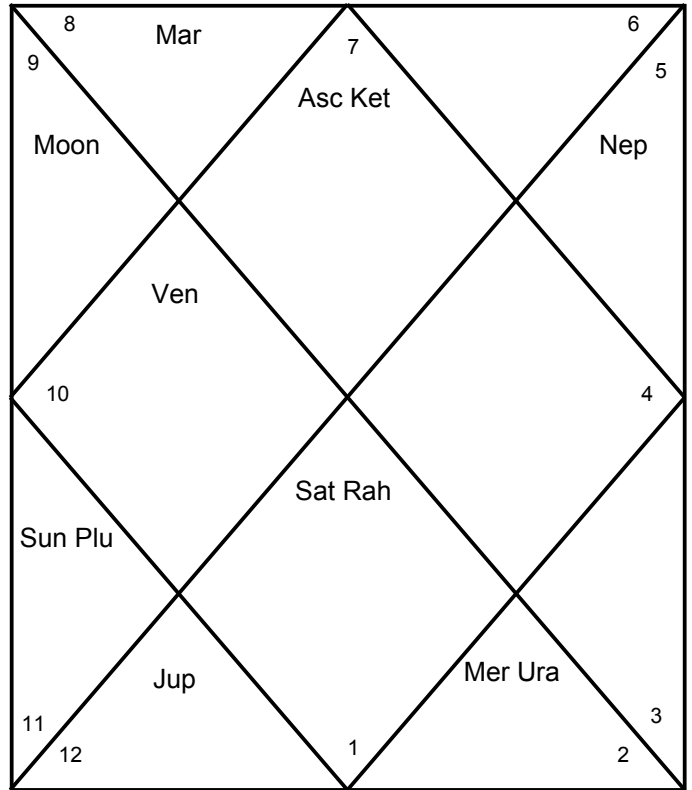 8
Mar
7
6
9
5
Asc Ket
Moon
Nep
Ven
10
4
Sat Rah
Sun Plu
Mer Ura
Jup
11
3
12
1
2